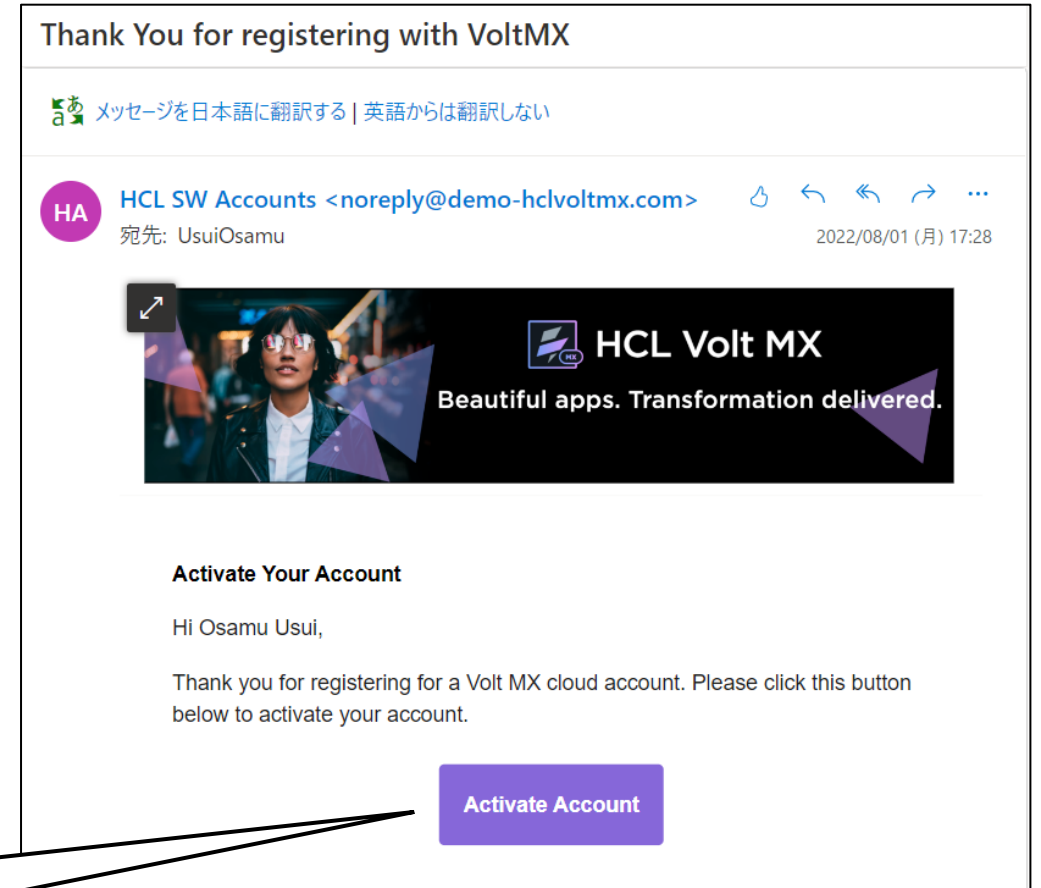 Thank You for registering with VoltMX
メッセージを日本語に翻訳する | 英語からは翻訳しない
HA
HCL SW Accounts <noreply@demo-hclvoltmx.com>
宛先: UsuiOsamu
2022/08/01 (月) 17:28
HCL Volt MX
MX
Beautiful apps. Transformation delivered.
Activate Your Account
Hi Osamu Usui,
Thank you for registering for a Volt MX cloud account. Please click this button
below to activate your account.
Activate Account